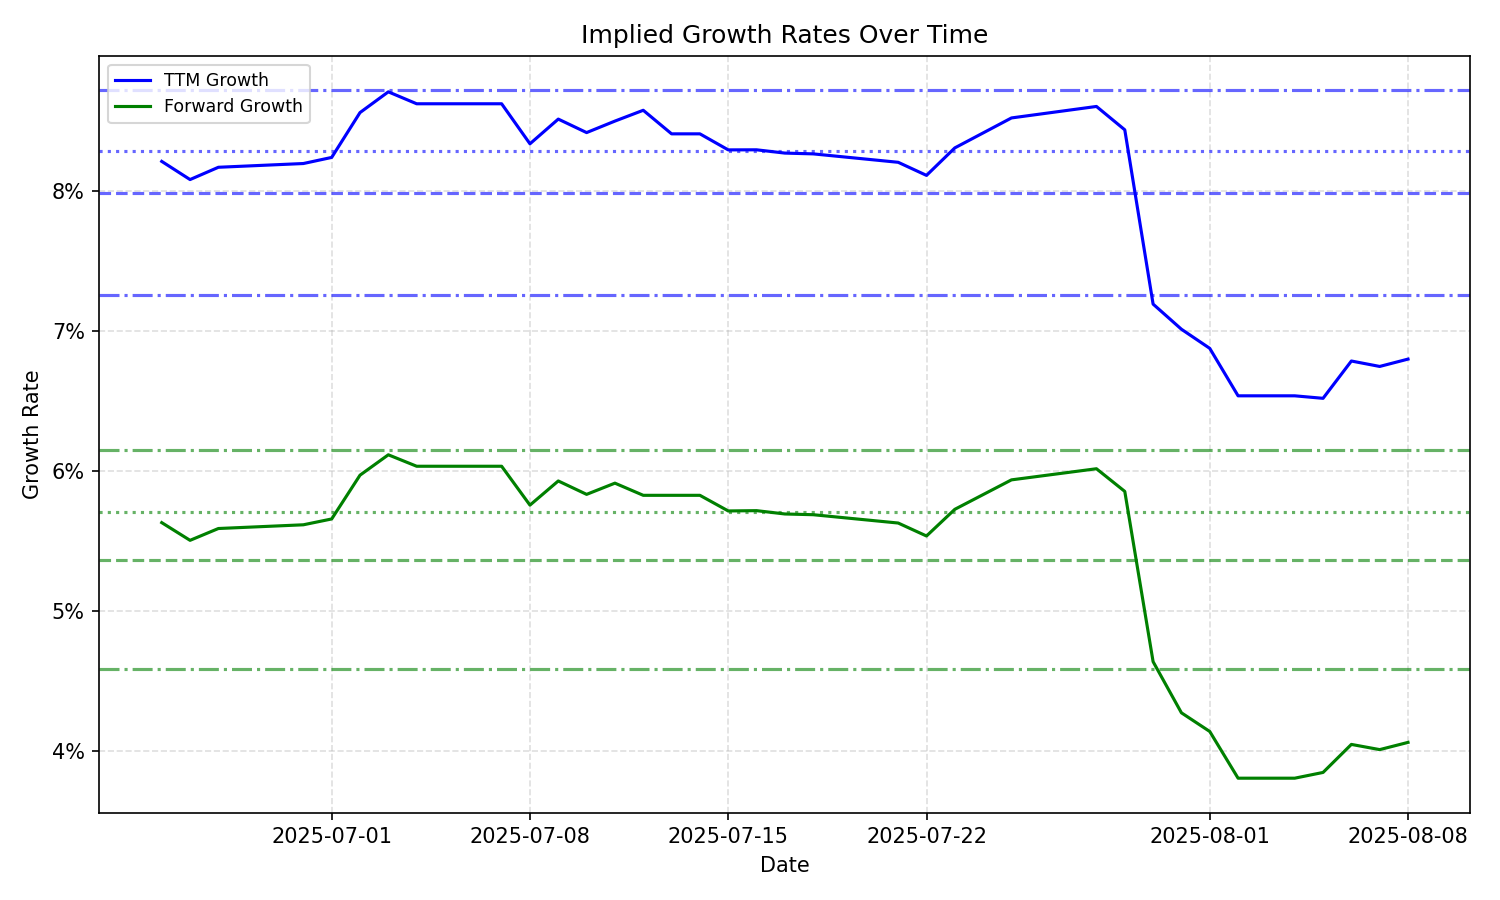 Implied Growth Rates Over Time
TTM Growth
Forward Growth
8%
7%
6%
5%
4%
Growth Rate
2025-07-01
2025-07-08
2025-07-15
2025-07-22
2025-08-01
2025-08-08
Date